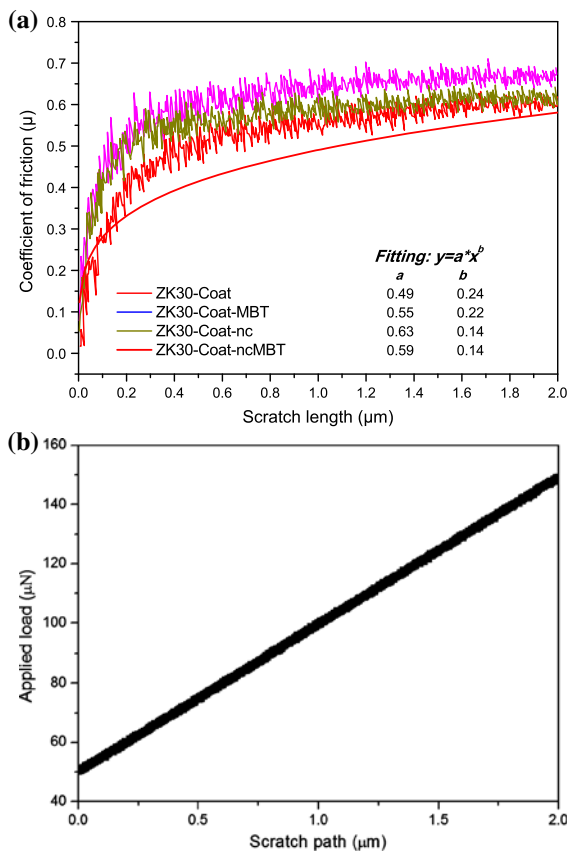 (a)
0.8
0.7
0.6
0.5
0.4
0.3
0.2
0.1
0.0
Coefficient of friction (μ)
Fitting: y=a*x^b
a b
ZK30-Coat 0.49 0.24
ZK30-Coat-MBT 0.55 0.22
ZK30-Coat-nc 0.63 0.14
ZK30-Coat-ncMBT 0.59 0.14
0.0 0.2 0.4 0.6 0.8 1.0 1.2 1.4 1.6 1.8 2.0
Scratch length (μm)
(b)
160
140
120
100
80
60
40
Applied load (μN)
0.0 0.5 1.0 1.5 2.0
Scratch path (μm)